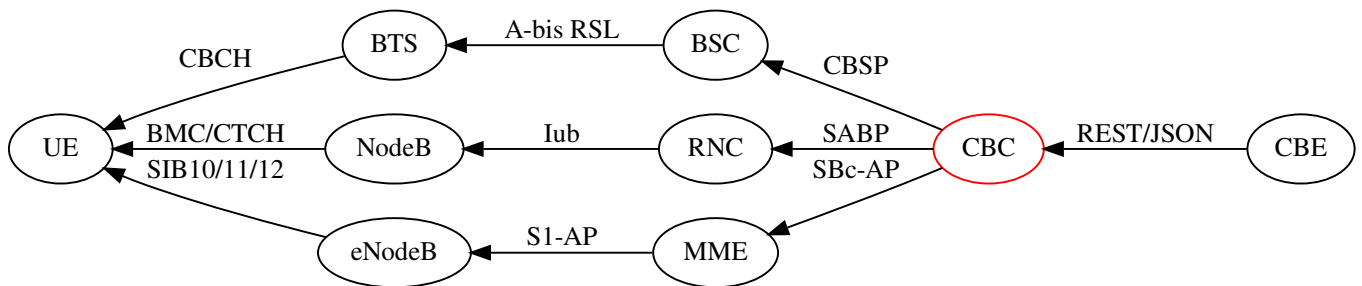 BTS
A-bis RSL
BSC
CBCH
CBSP
UE
BMC/CTCH
NodeB
Iub
RNC
SABP
CBC
REST/JSON
CBE
SIB10/11/12
SBc-AP
eNodeB
S1-AP
MME